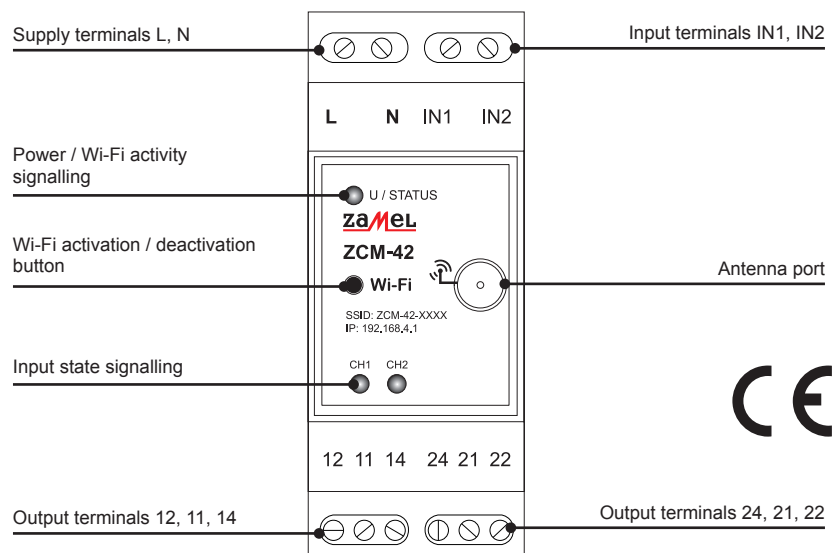 Supply terminals L, N
Input terminals IN1, IN2
L N IN1 IN2
Power / Wi-Fi activity
signalling
U / STATUS
zamel
ZCM-42
Wi-Fi activation / deactivation
button
Wi-Fi
Antenna port
SSID: ZCM-42-XXXX
IP: 192.168.4.1
Input state signalling
CH1 CH2
CE
12 11 14 24 21 22
Output terminals 12, 11, 14
Output terminals 24, 21, 22